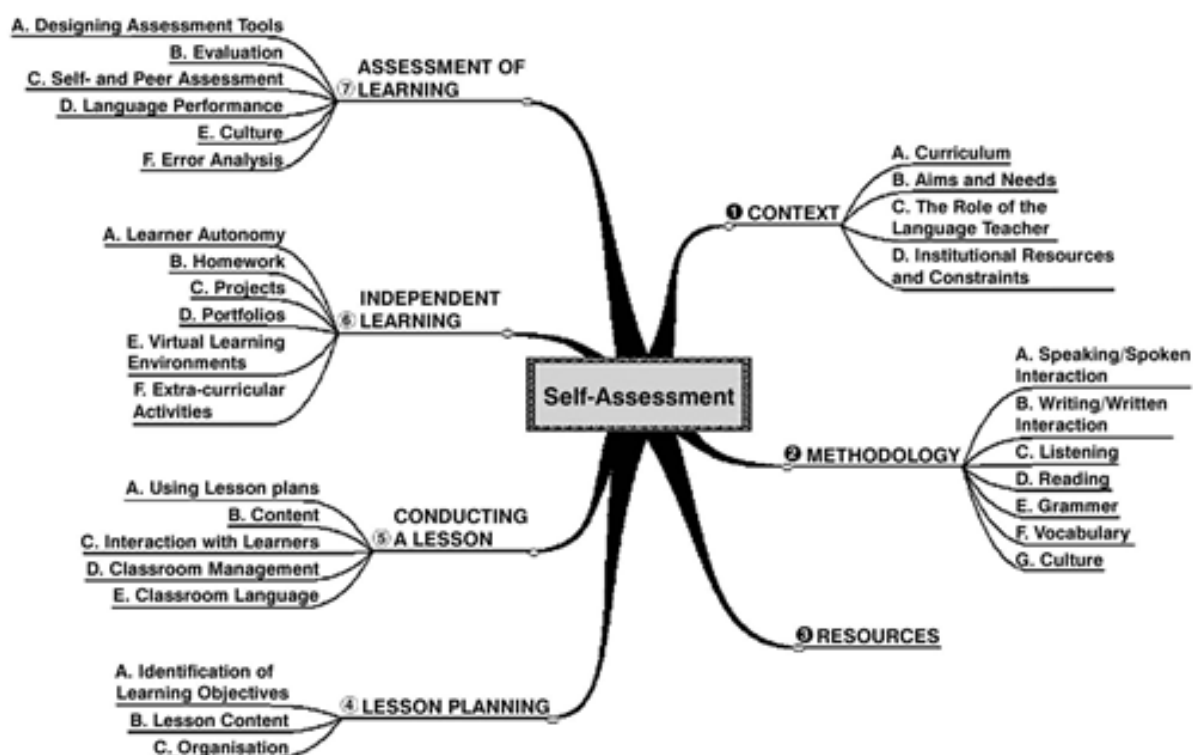 Self-Assessment
❶ CONTEXT
A. Curriculum
B. Aims and Needs
C. The Role of the
Language Teacher
D. Institutional Resources
and Constraints
❷ METHODOLOGY
A. Speaking/Spoken
Interaction
B. Writing/Written
Interaction
C. Listening
D. Reading
E. Grammer
F. Vocabulary
G. Culture
❸ RESOURCES
④ LESSON PLANNING
A. Identification of
Learning Objectives
B. Lesson Content
C. Organisation
⑤ CONDUCTING
A LESSON
A. Using Lesson plans
B. Content
C. Interaction with Learners
D. Classroom Management
E. Classroom Language
⑥ INDEPENDENT
LEARNING
A. Learner Autonomy
B. Homework
C. Projects
D. Portfolios
E. Virtual Learning
Environments
F. Extra-curricular
Activities
⑦ ASSESSMENT OF
LEARNING
A. Designing Assessment Tools
B. Evaluation
C. Self- and Peer Assessment
D. Language Performance
E. Culture
F. Error Analysis